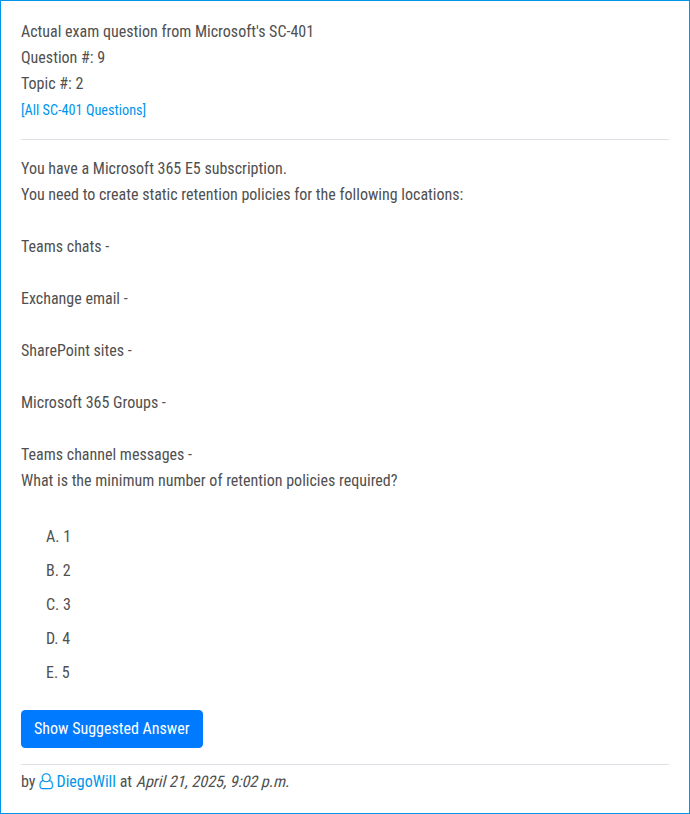 Actual exam question from Microsoft's SC-401
Question #: 9
Topic #: 2
[All SC-401 Questions]
You have a Microsoft 365 E5 subscription.
You need to create static retention policies for the following locations:
Teams chats -
Exchange email -
SharePoint sites -
Microsoft 365 Groups -
Teams channel messages -
What is the minimum number of retention policies required?
A. 1
B. 2
C. 3
D. 4
E. 5
Show Suggested Answer
by DiegoWill at April 21, 2025, 9:02 p.m.